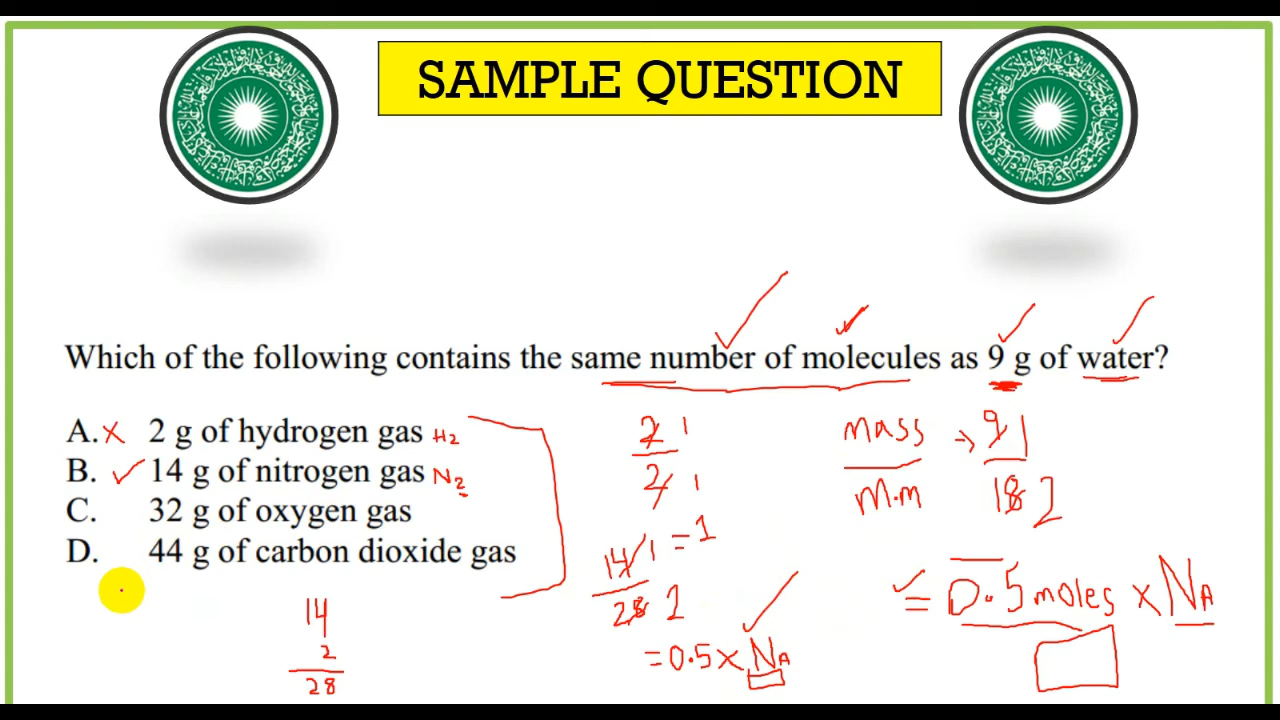 SAMPLE QUESTION
Which of the following contains the same number of molecules as 9 g of water?
A. X 2 g of hydrogen gas H2
B. ✓ 14 g of nitrogen gas N2
C. 32 g of oxygen gas
D. 44 g of carbon dioxide gas
2 1
2 1
= 1
14 1
28 2
= 0.5 x NA
mass => 9 1
m.m 18 2
= 0.5 moles x NA
14
2
28